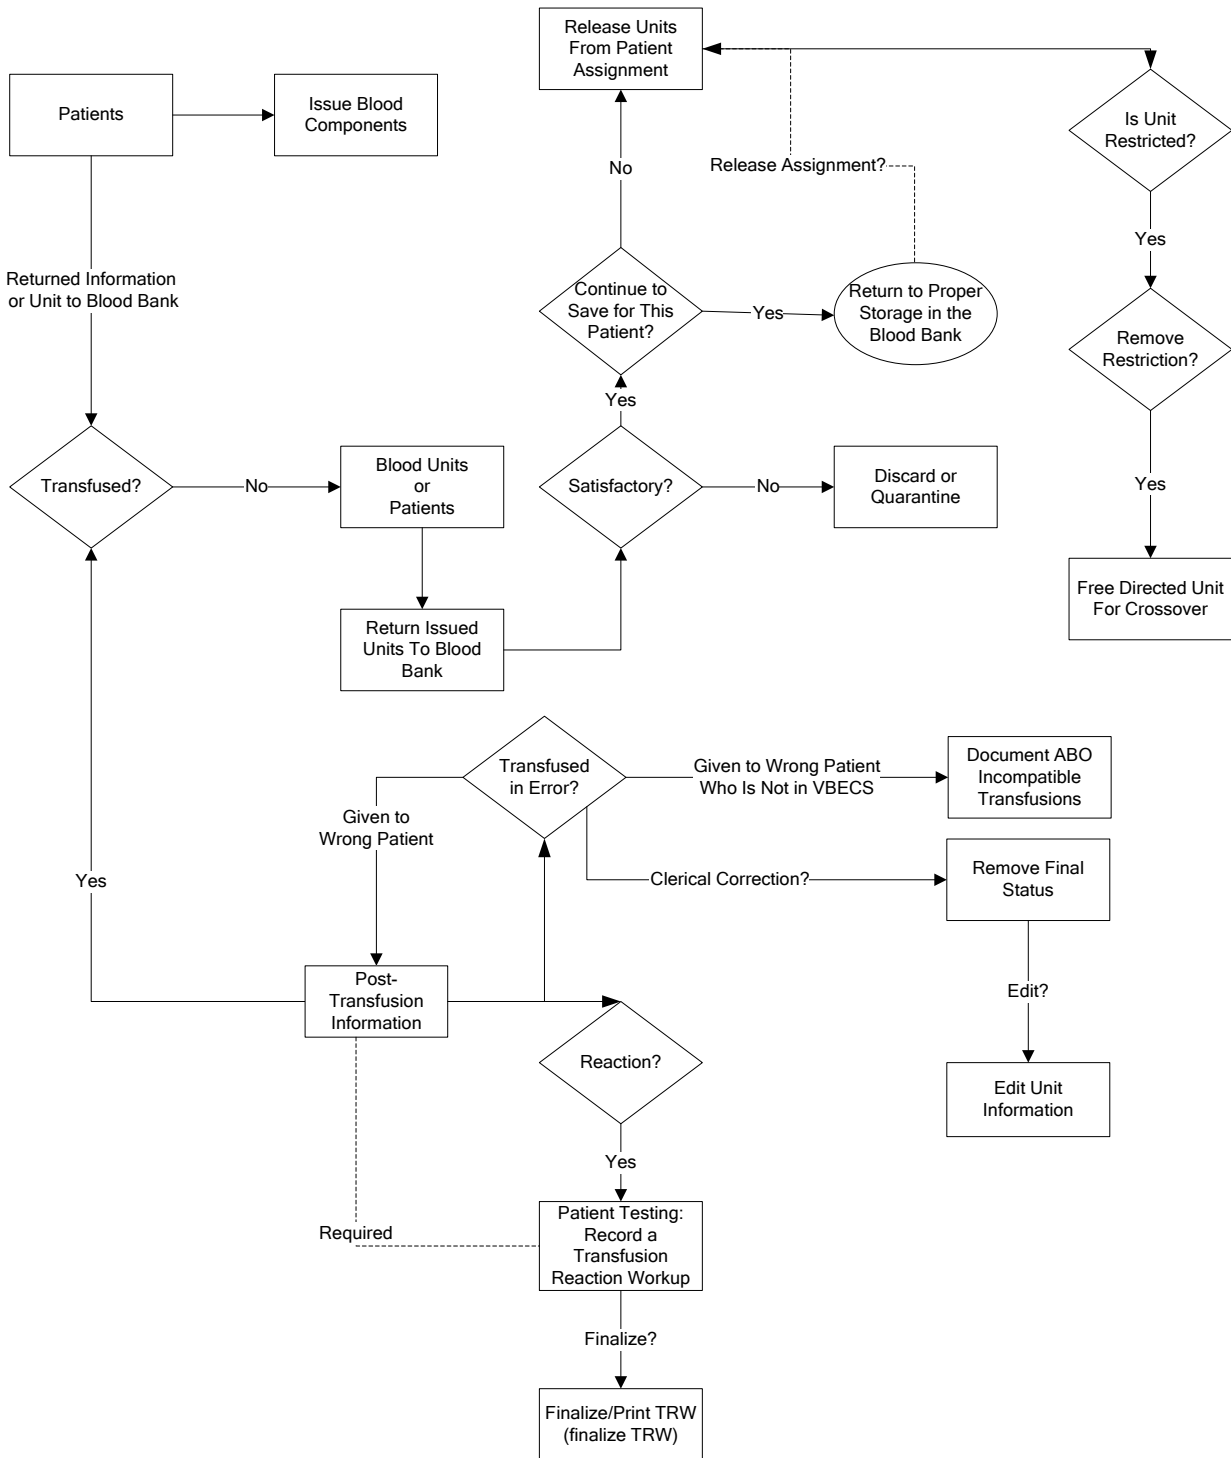 Release Units
From Patient
Assignment
Patients
Issue Blood
Components
Is Unit
Restricted?
No
Release Assignment?
Yes
Returned Information
or Unit to Blood Bank
Continue to
Save for This
Patient?
Yes
Return to Proper
Storage in the
Blood Bank
Remove
Restriction?
Yes
Transfused?
No
Blood Units
or
Patients
Satisfactory?
No
Discard or
Quarantine
Yes
Free Directed Unit
For Crossover
Return Issued
Units To Blood
Bank
Transfused
in Error?
Given to Wrong Patient
Who Is Not in VBECS
Document ABO
Incompatible
Transfusions
Given to
Wrong Patient
Yes
Clerical Correction?
Remove Final
Status
Post-
Transfusion
Information
Edit?
Reaction?
Edit Unit
Information
Yes
Required
Patient Testing:
Record a
Transfusion
Reaction Workup
Finalize?
Finalize/Print TRW
(finalize TRW)